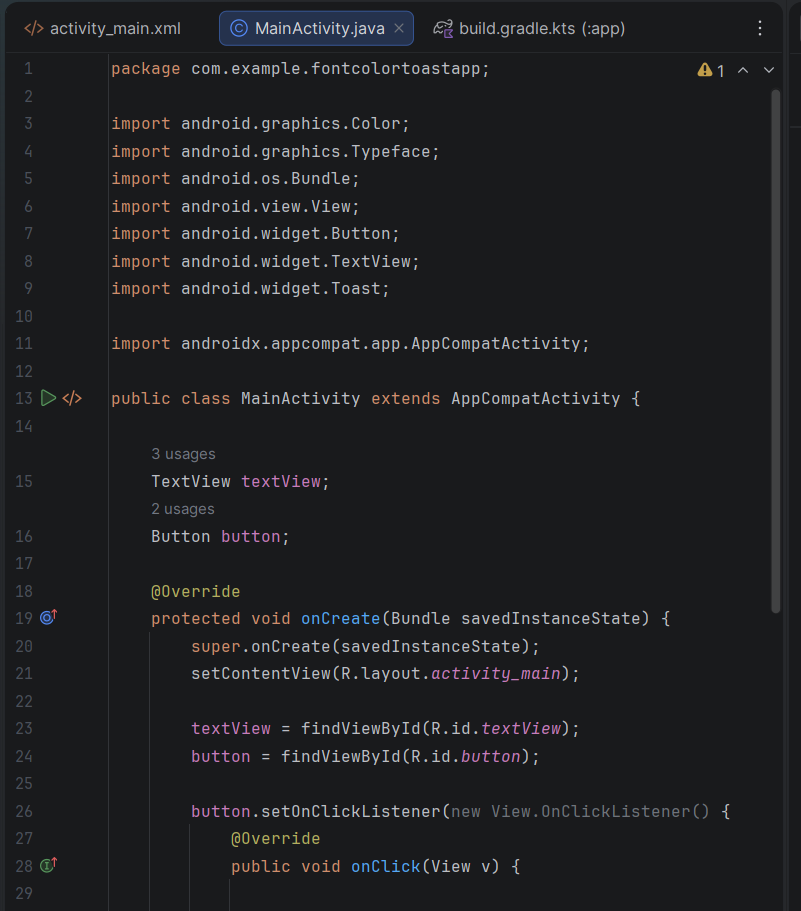 </> activity_main.xml © MainActivity.java × build.gradle.kts (:app)
1 package com.example.fontcolortoastapp; 1
2
3 import android.graphics.Color;
4 import android.graphics.Typeface;
5 import android.os.Bundle;
6 import android.view.View;
7 import android.widget.Button;
8 import android.widget.TextView;
9 import android.widget.Toast;
10
11 import androidx.appcompat.app.AppCompatActivity;
12
13 </> public class MainActivity extends AppCompatActivity {
14
3 usages
15 TextView textView;
2 usages
16 Button button;
17
18 @Override
19 protected void onCreate(Bundle savedInstanceState) {
20 super.onCreate(savedInstanceState);
21 setContentView(R.layout.activity_main);
22
23 textView = findViewById(R.id.textView);
24 button = findViewById(R.id.button);
25
26 button.setOnClickListener(new View.OnClickListener() {
27 @Override
28 public void onClick(View v) {
29